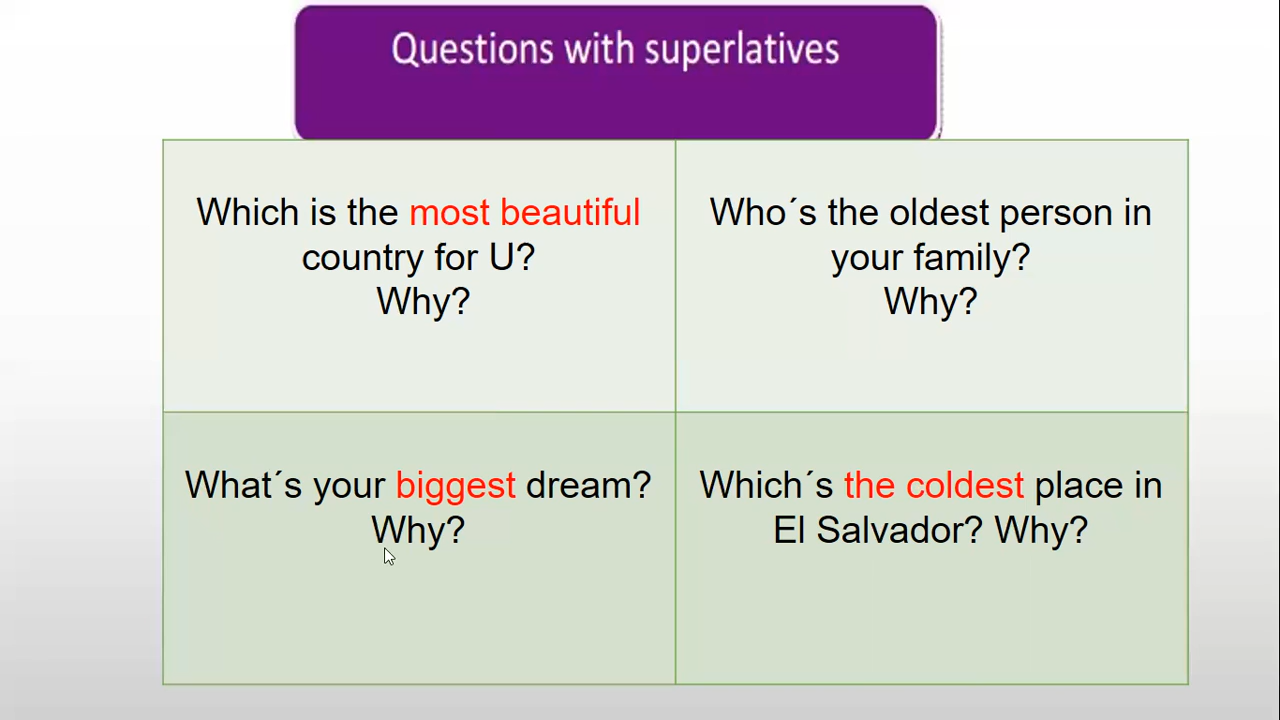 Questions with superlatives
Which is the most beautiful
country for U?
Why?
Who´s the oldest person in
your family?
Why?
What´s your biggest dream?
Why?
Which´s the coldest place in
El Salvador? Why?